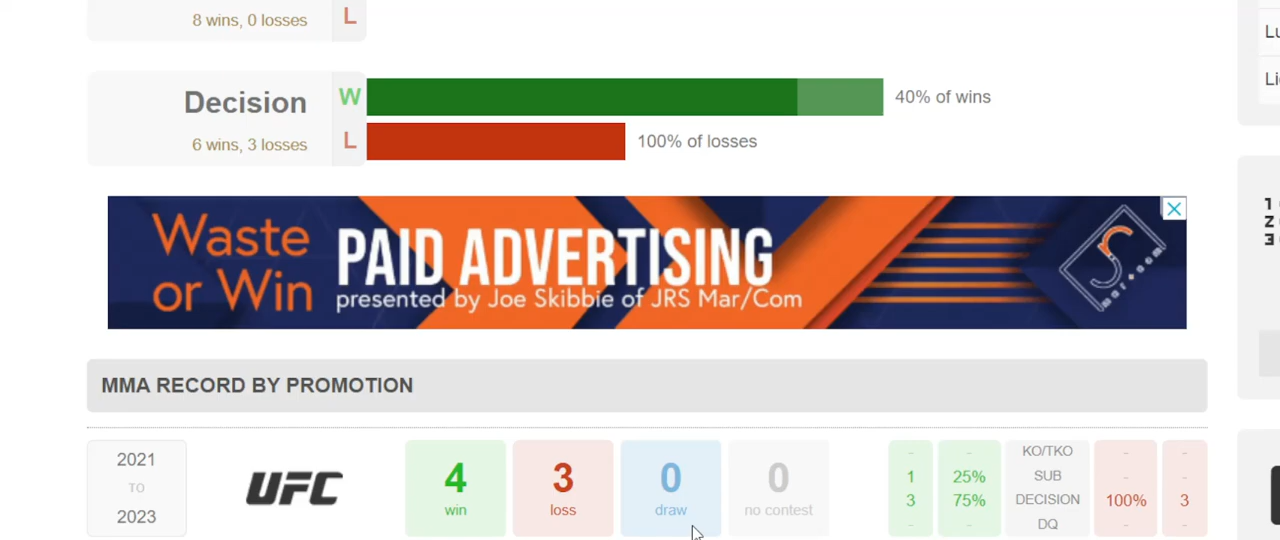 8 wins, 0 losses
L
Decision
W
40% of wins
6 wins, 3 losses
L
100% of losses
Waste
or Win
PAID ADVERTISING
presented by Joe Skibbie of JRS Mar/Com
MMA RECORD BY PROMOTION
2021
TO
2023
UFC
4
win
3
loss
0
draw
0
no contest
- - KO/TKO - -
1 25% SUB - -
3 75% DECISION 100% 3
- - DQ - -